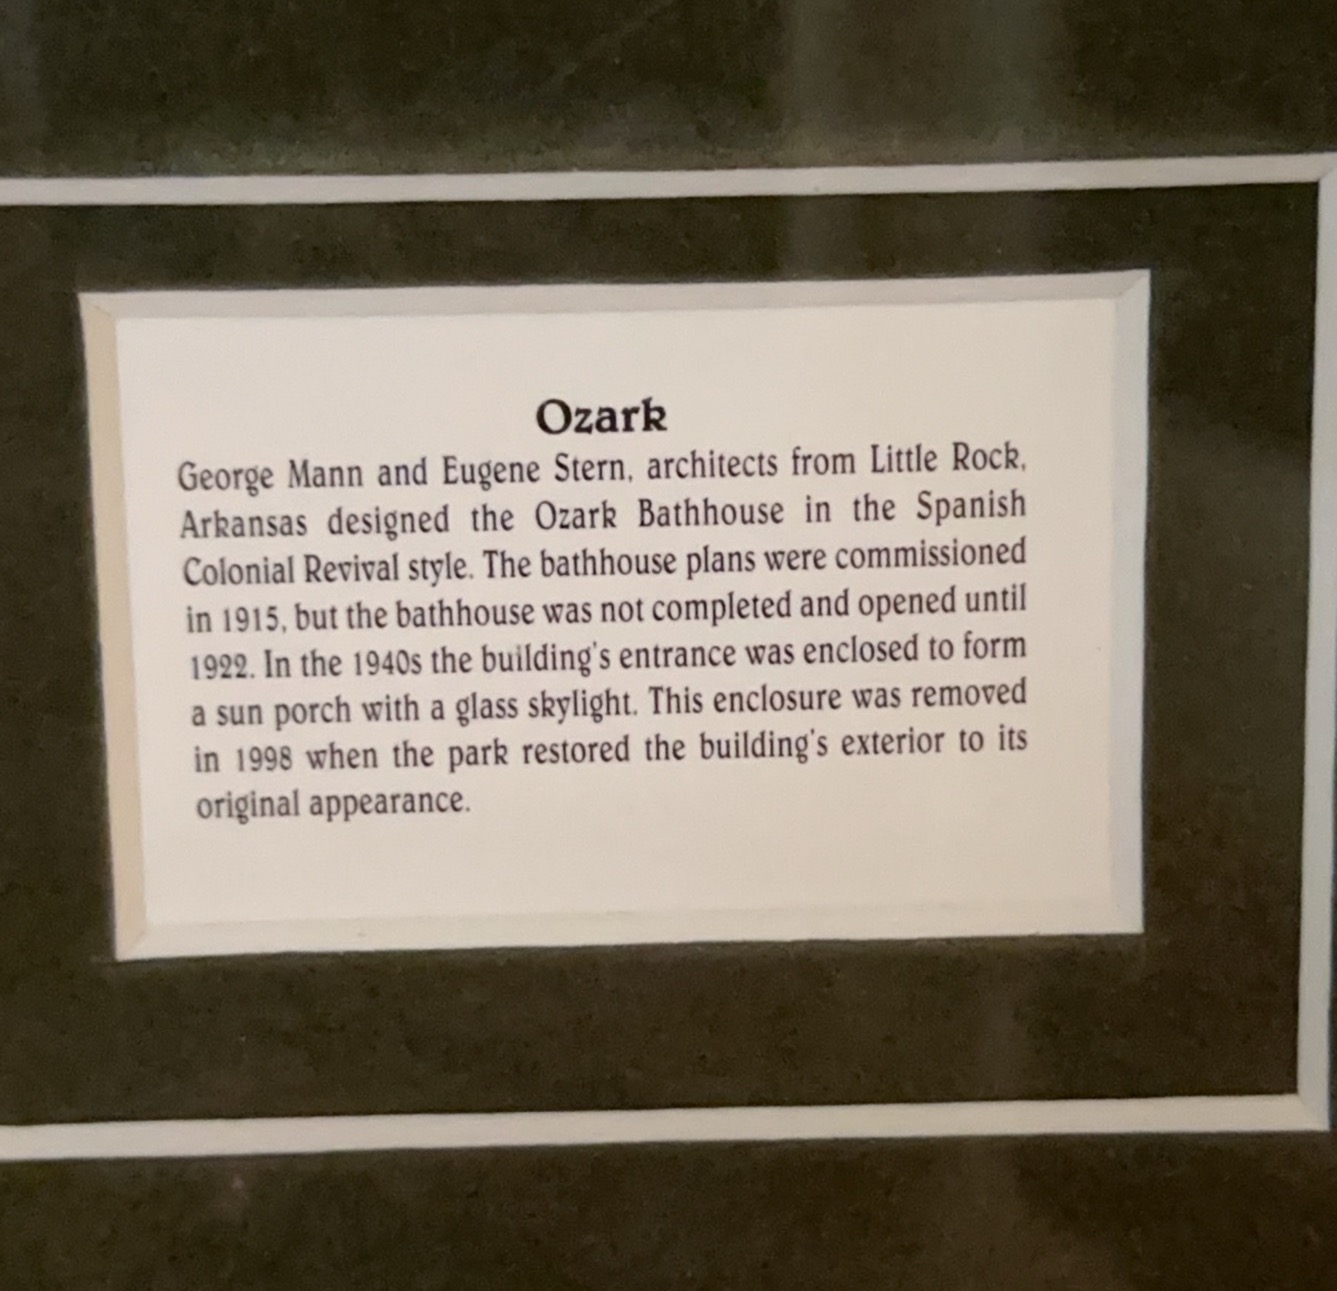 Ozark
George Mann and Eugene Stern, architects from Little Rock,
Arkansas designed the Ozark Bathhouse in the Spanish
Colonial Revival style. The bathhouse plans were commissioned
in 1915, but the bathhouse was not completed and opened until
1922. In the 1940s the building's entrance was enclosed to form
a sun porch with a glass skylight. This enclosure was removed
in 1998 when the park restored the building's exterior to its
original appearance.